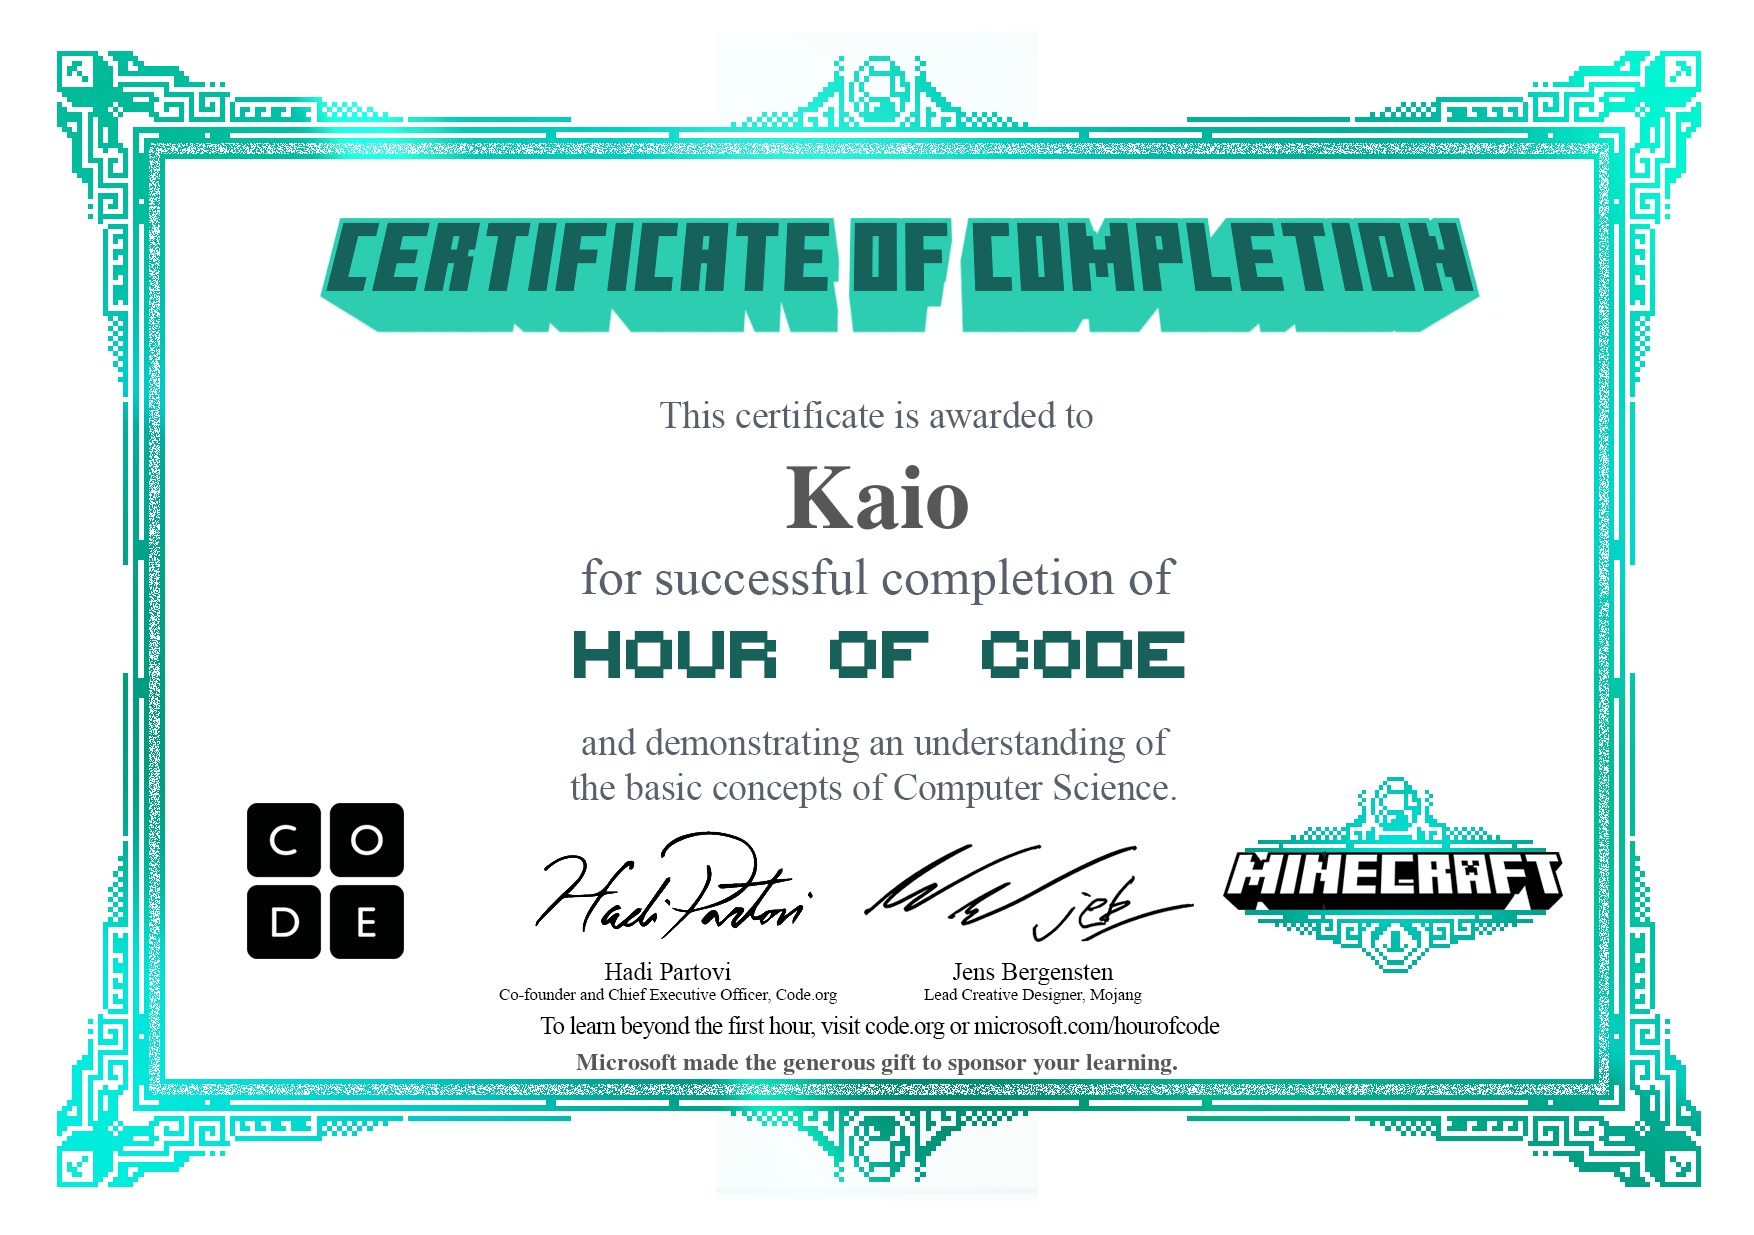 CERTIFICATE OF COMPLETION
This certificate is awarded to
Kaio
for successful completion of
HOUR OF CODE
and demonstrating an understanding of
the basic concepts of Computer Science.
CO
DE
Hadi Partovi
jeb
MINECRAFT
Hadi Partovi
Co-founder and Chief Executive Officer, Code.org
Jens Bergensten
Lead Creative Designer, Mojang
To learn beyond the first hour, visit code.org or microsoft.com/hourofcode
Microsoft made the generous gift to sponsor your learning.